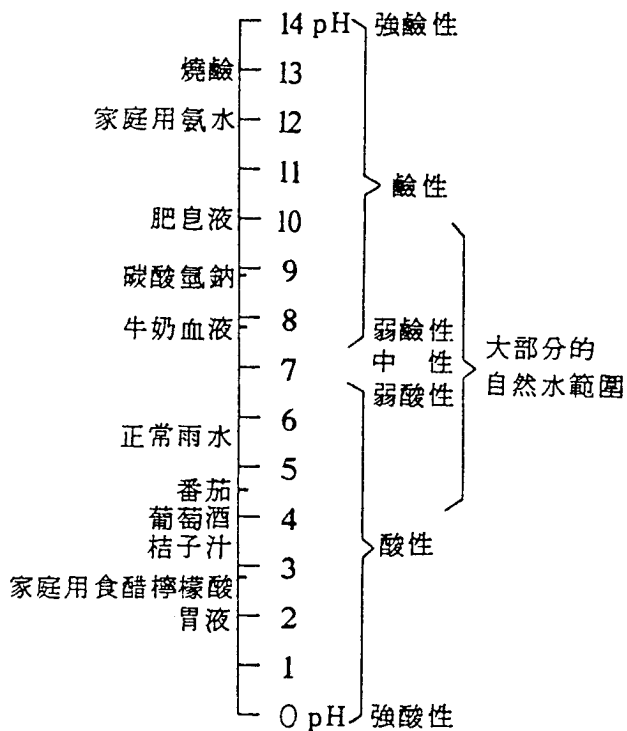 14 pH 強鹼性
燒鹼 13
家庭用氨水 12
11
鹼性
肥皂液 10
碳酸氫鈉 9
牛奶血液 8
弱鹼性
7 中 性
弱酸性
大部分的
自然水範圍
6
正常雨水
5
番茄
葡萄酒 4
桔子汁
酸性
3
家庭用食醋檸檬酸
胃液 2
1
0 pH 強酸性